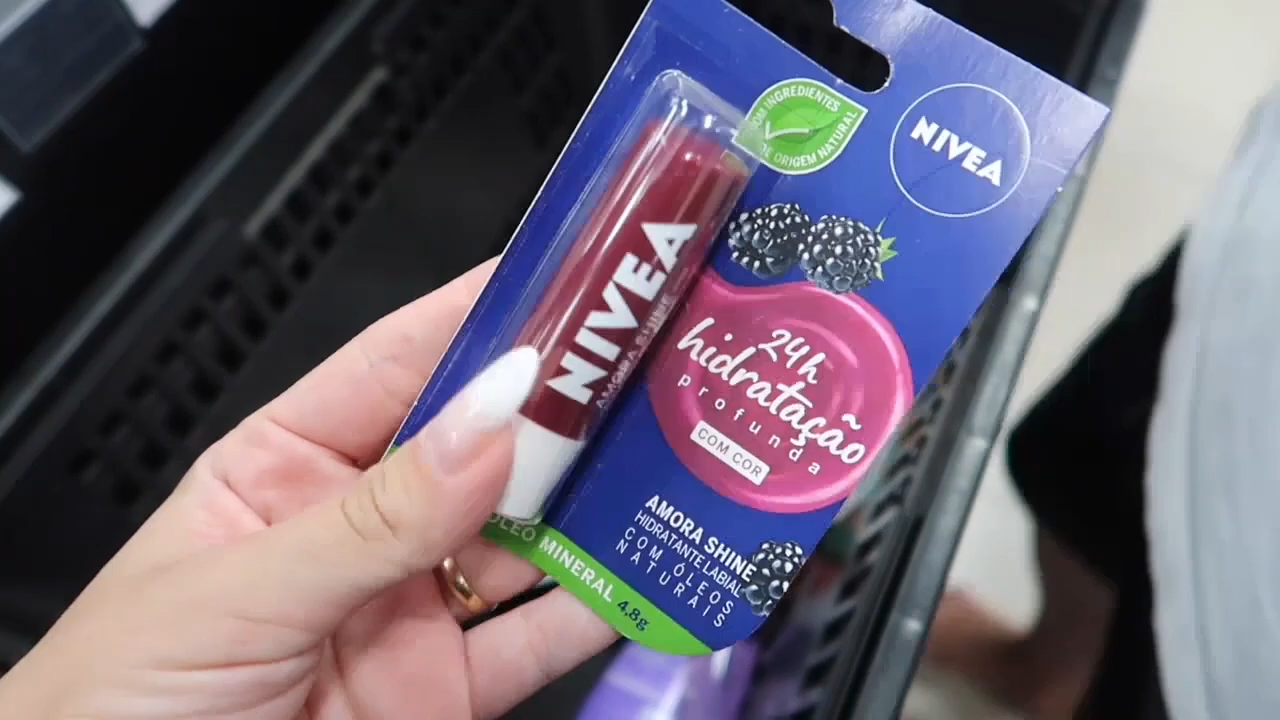 COM INGREDIENTES
DE ORIGEM NATURAL
NIVEA
NIVEA
AMORA SHINE
24h
hidratação
profunda
COM COR
AMORA SHINE
HIDRATANTE LABIAL
COM ÓLEOS
NATURAIS
ÓLEO MINERAL 4,8g